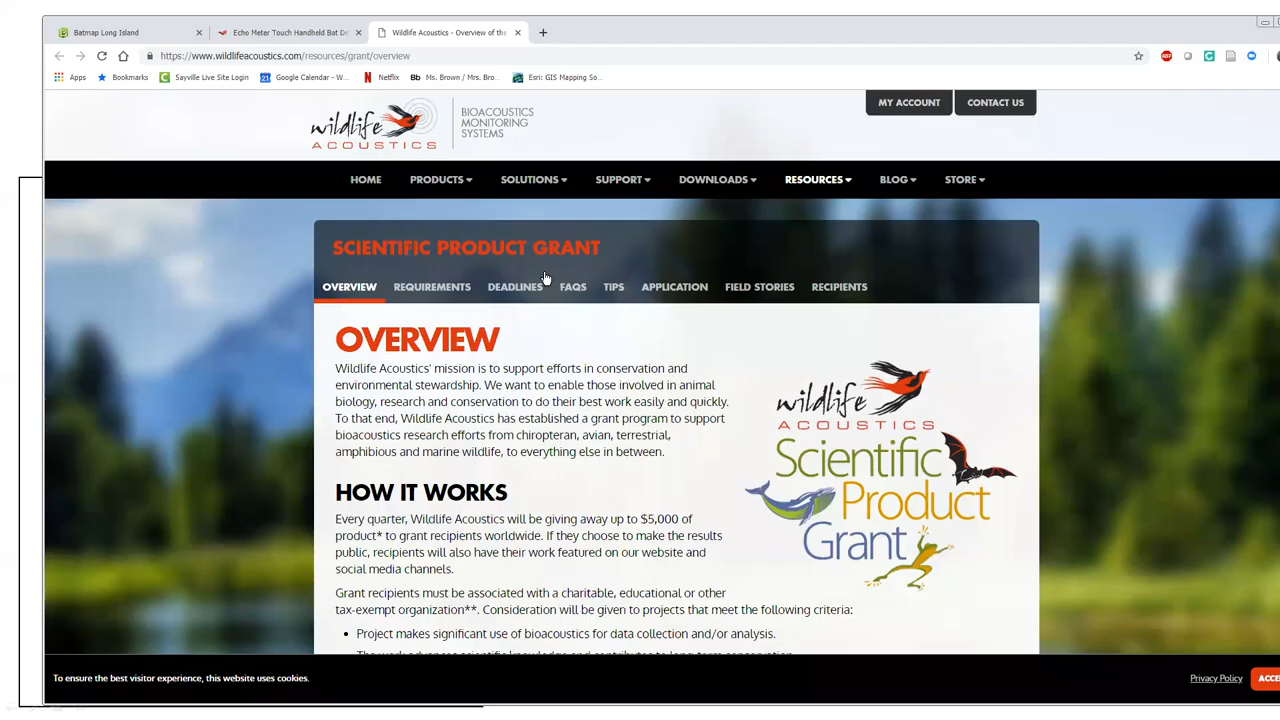 Batmap Long Island
Echo Meter Touch Handheld Bat De
Wildlife Acoustics - Overview of the
https://www.wildlifeacoustics.com/resources/grant/overview
Apps
Bookmarks
Sayville Live Site Login
Google Calendar - W...
Netflix
Bb Ms. Brown / Mrs. Bro...
Esri: GIS Mapping So...
wildlife
ACOUSTICS
BIOACOUSTICS
MONITORING
SYSTEMS
MY ACCOUNT
CONTACT US
HOME PRODUCTS SOLUTIONS SUPPORT DOWNLOADS RESOURCES BLOG STORE
SCIENTIFIC PRODUCT GRANT
OVERVIEW REQUIREMENTS DEADLINES FAQS TIPS APPLICATION FIELD STORIES RECIPIENTS
OVERVIEW
Wildlife Acoustics' mission is to support efforts in conservation and
environmental stewardship. We want to enable those involved in animal
biology, research and conservation to do their best work easily and quickly.
To that end, Wildlife Acoustics has established a grant program to support
bioacoustics research efforts from chiropteran, avian, terrestrial,
amphibious and marine wildlife, to everything else in between.
wildlife
ACOUSTICS
Scientific
Product
Grant
HOW IT WORKS
Every quarter, Wildlife Acoustics will be giving away up to $5,000 of
product* to grant recipients worldwide. If they choose to make the results
public, recipients will also have their work featured on our website and
social media channels.
Grant recipients must be associated with a charitable, educational or other
tax-exempt organization**. Consideration will be given to projects that meet the following criteria:
• Project makes significant use of bioacoustics for data collection and/or analysis.
To ensure the best visitor experience, this website uses cookies.
Privacy Policy
ACCE